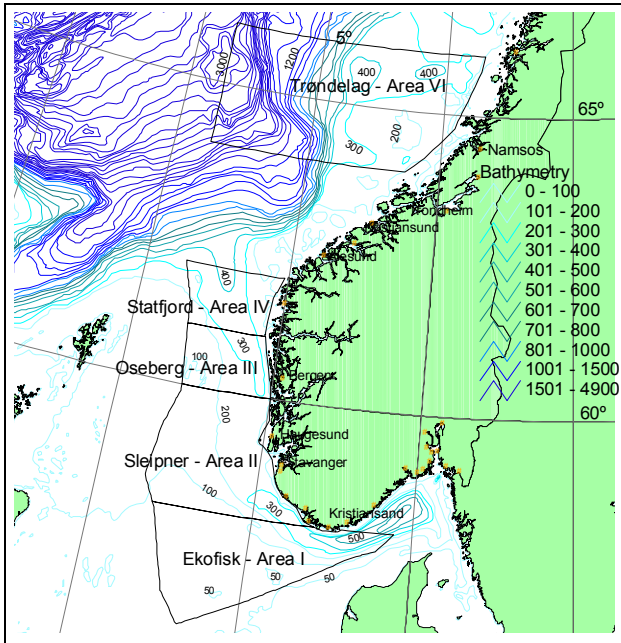 5º
3,000
1200
400
400
Trøndelag - Area VI
65º
200
300
Namsos
Bathymetry
0 - 100
Trondheim
101 - 200
Kristiansund
201 - 300
301 - 400
401 - 500
501 - 600
601 - 700
701 - 800
801 - 1000
1001 - 1500
1501 - 4900
Ålesund
400
Statfjord - Area IV
300
100
Oseberg - Area III
Bergen
200
60º
Haugesund
Sleipner - Area II
Stavanger
100
300
Kristiansand
500
Ekofisk - Area I
50
50
50